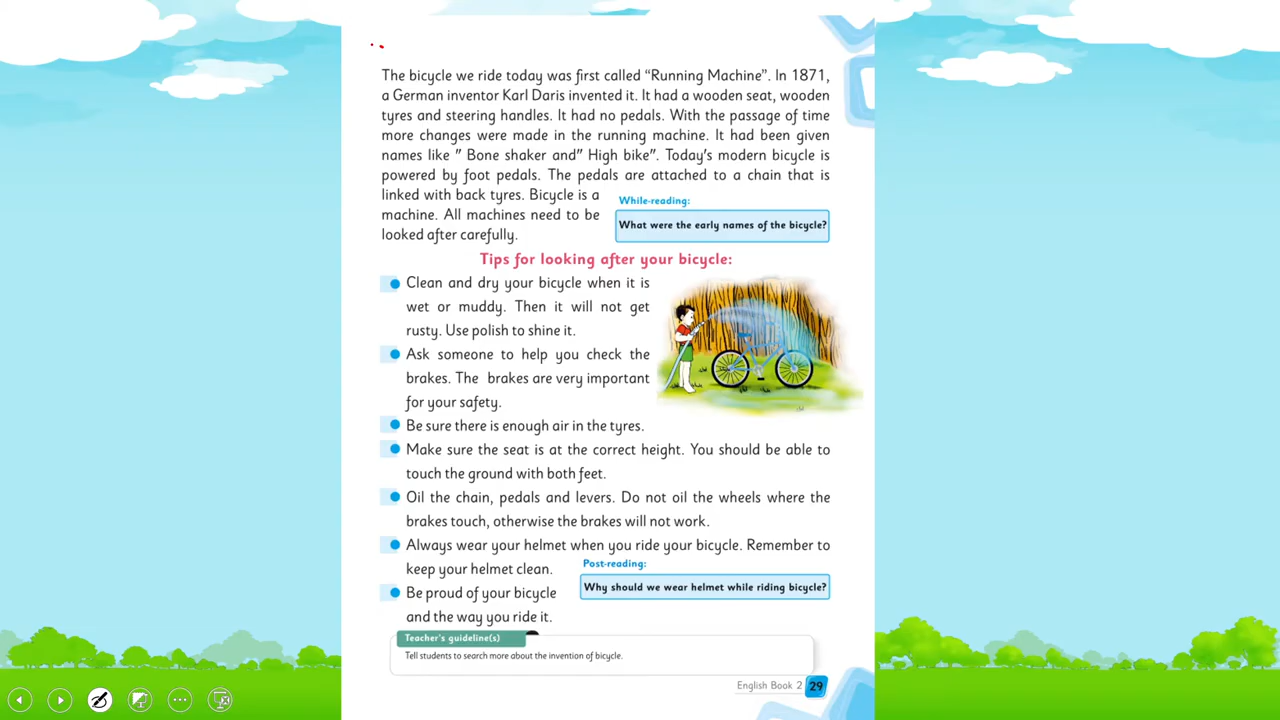 The bicycle we ride today was first called “Running Machine”. In 1871,
a German inventor Karl Daris invented it. It had a wooden seat, wooden
tyres and steering handles. It had no pedals. With the passage of time
more changes were made in the running machine. It had been given
names like ” Bone shaker and” High bike”. Today's modern bicycle is
powered by foot pedals. The pedals are attached to a chain that is
linked with back tyres. Bicycle is a
machine. All machines need to be
looked after carefully.
While-reading:
What were the early names of the bicycle?
Tips for looking after your bicycle:
Clean and dry your bicycle when it is
wet or muddy. Then it will not get
rusty. Use polish to shine it.
Ask someone to help you check the
brakes. The brakes are very important
for your safety.
Be sure there is enough air in the tyres.
Make sure the seat is at the correct height. You should be able to
touch the ground with both feet.
Oil the chain, pedals and levers. Do not oil the wheels where the
brakes touch, otherwise the brakes will not work.
Always wear your helmet when you ride your bicycle. Remember to
keep your helmet clean.
Post-reading:
Why should we wear helmet while riding bicycle?
Be proud of your bicycle
and the way you ride it.
Teacher's guideline(s)
Tell students to search more about the invention of bicycle.
English Book 2 29